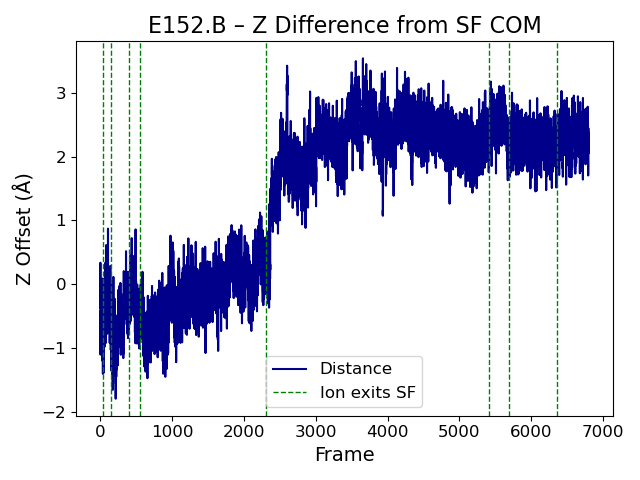 E152.B – Z Difference from SF COM
Z Offset (Å)
3
2
1
0
−1
−2
Distance
Ion exits SF
0 1000 2000 3000 4000 5000 6000 7000
Frame